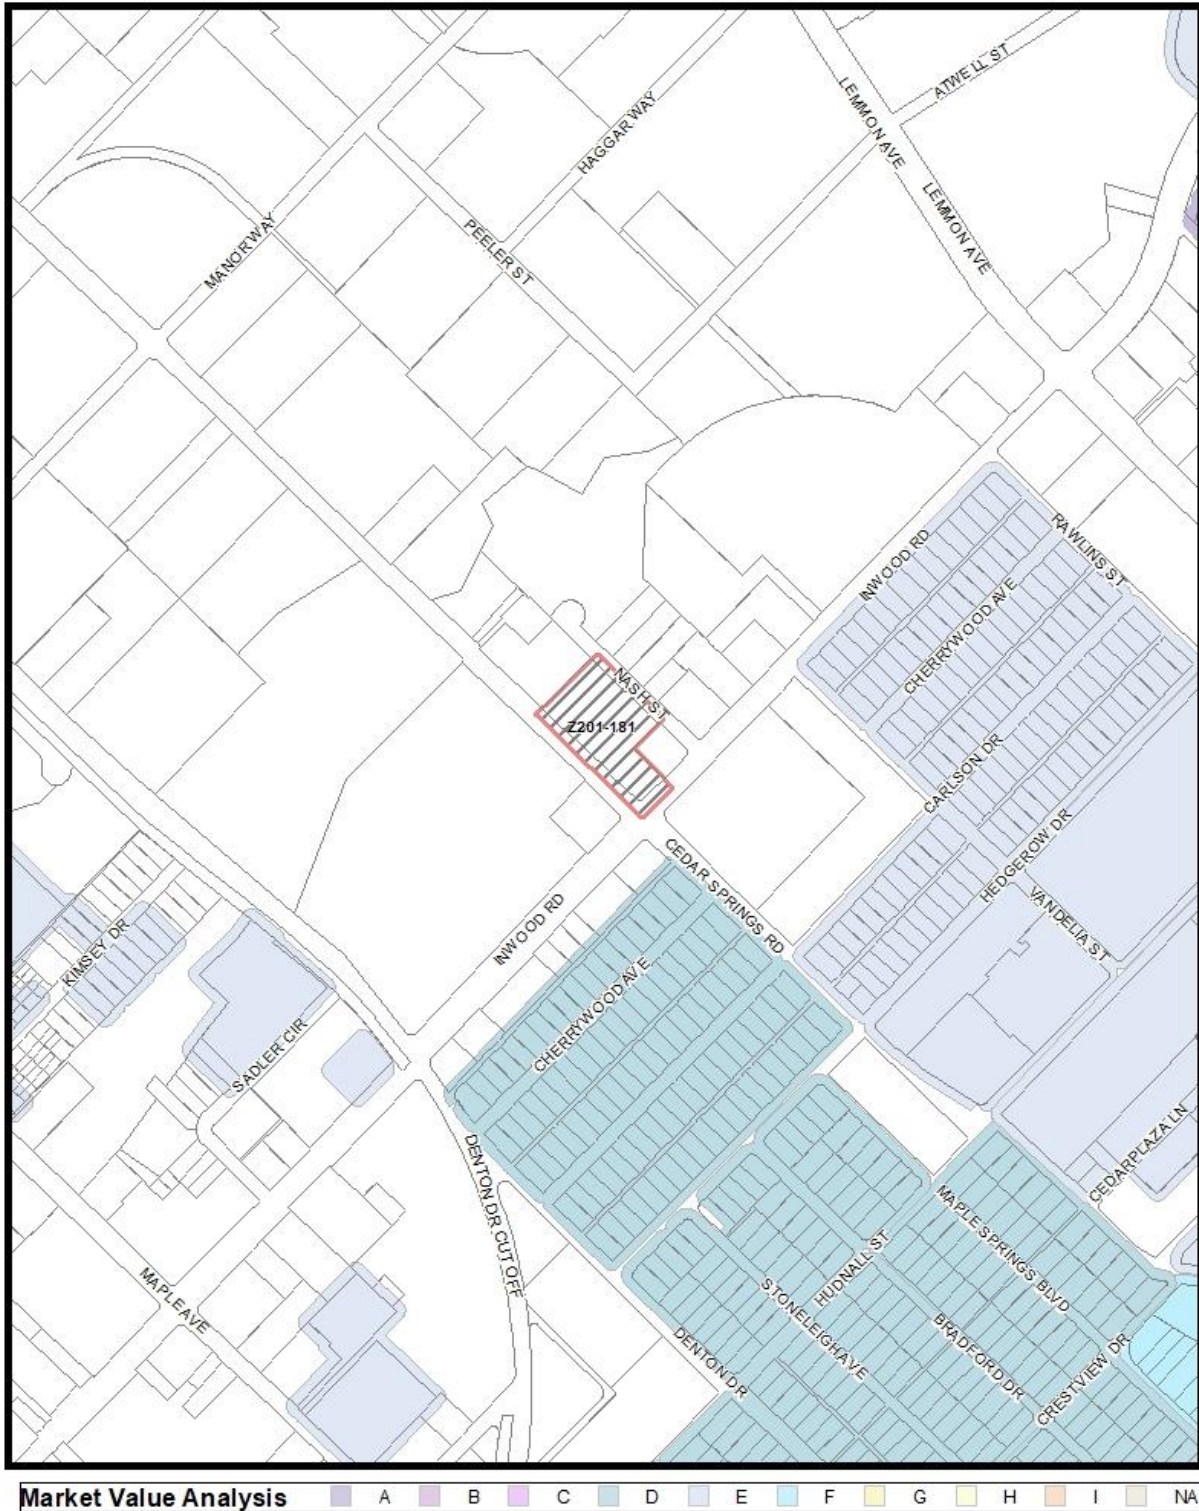 ATWELL ST
LEMMON AVE
HAGGAR WAY
LEMMON AVE
MANOR WAY
PEELER ST
INWOOD RD
RAWLINS ST
CHERRYWOOD AVE
NASH ST
Z201-181
CARLSON DR
HEDGEROW DR
CEDAR SPRINGS RD
VANDELIA ST
INWOOD RD
KIMSEY DR
CHERRYWOOD AVE
SADLER CIR
CEDARPLAZA LN
DENTON DR CUT OFF
MAPLE SPRINGS BLVD
HUDNALL ST
MAPLE AVE
STONELEIGH AVE
BRADFORD DR
DENTON DR
CRESTVIEW DR
Market Value Analysis A B C D E F G H I NA